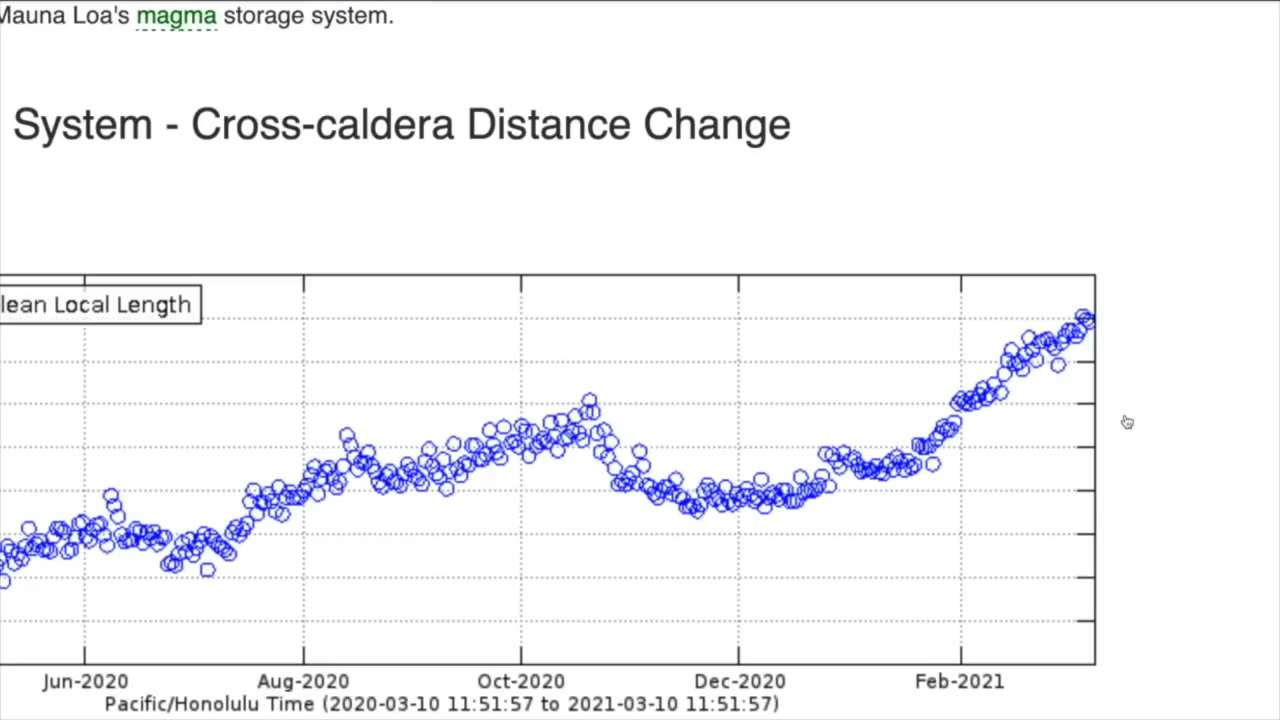 Mauna Loa's magma storage system.
System - Cross-caldera Distance Change
lean Local Length
Jun-2020 Aug-2020 Oct-2020 Dec-2020 Feb-2021
Pacific/Honolulu Time (2020-03-10 11:51:57 to 2021-03-10 11:51:57)